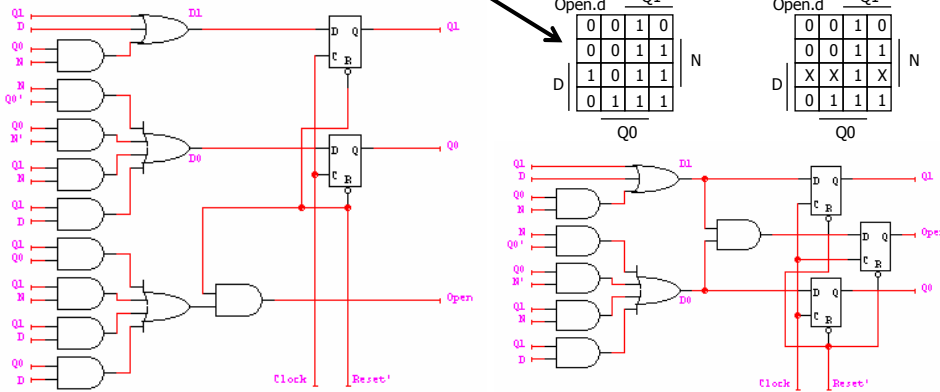 Q1
D
Q0
N
N
Q0'
Q0
N'
Q1
N
Q1
D
Q1
Q0
Q1
N
Q1
D
Q0
D
D1
D0
D Q
C R
Q1
D Q
C R
Q0
Open
Clock Reset'
Open.d Q1
0 0 1 0
0 0 1 1
1 0 1 1
0 1 1 1
D
N
Q0
Open.d Q1
0 0 1 0
0 0 1 1
X X 1 X
0 1 1 1
D
N
Q0
Q1
D
Q0
N
N
Q0'
Q0
N'
Q1
N
Q1
D
D1
D0
D Q
C R
Q1
D Q
C R
Open
D Q
C R
Q0
Clock Reset'